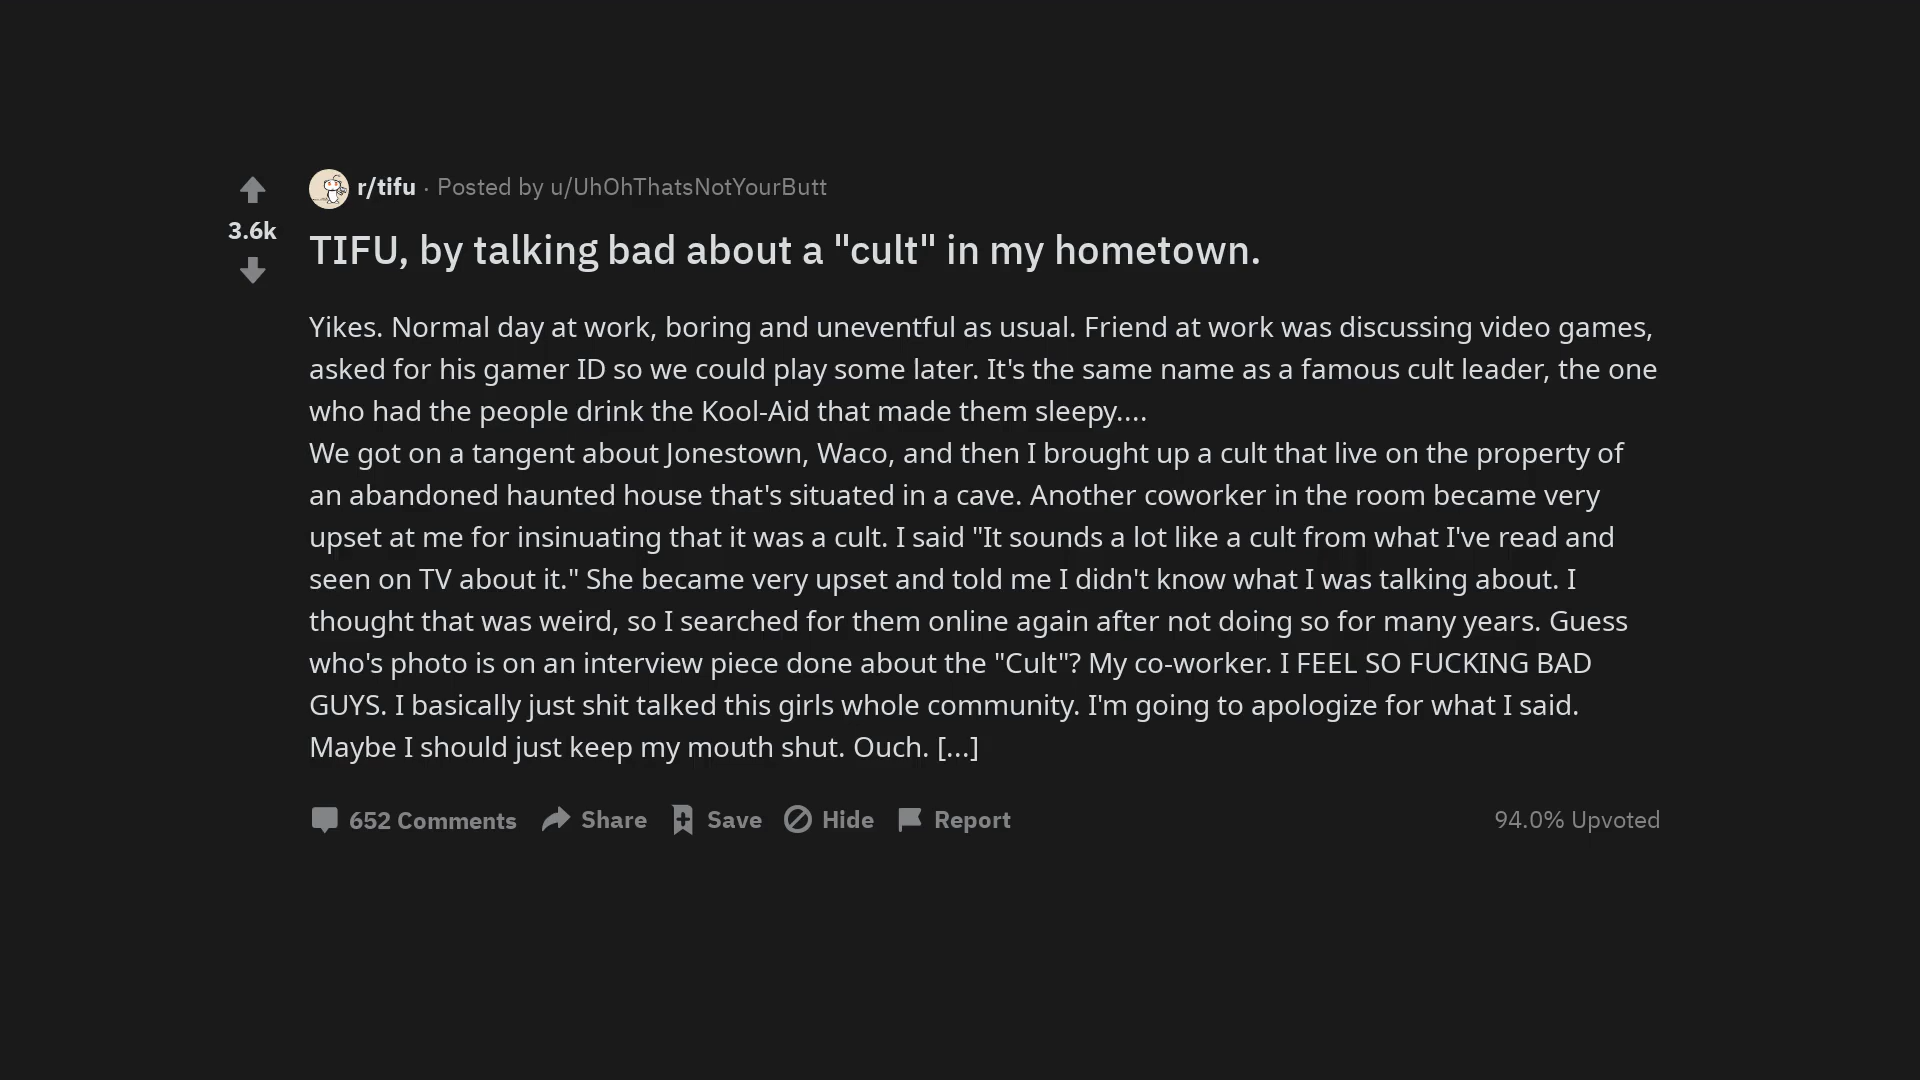 r/tifu · Posted by u/UhOhThatsNotYourButt
3.6k
TIFU, by talking bad about a "cult" in my hometown.
Yikes. Normal day at work, boring and uneventful as usual. Friend at work was discussing video games,
asked for his gamer ID so we could play some later. It's the same name as a famous cult leader, the one
who had the people drink the Kool-Aid that made them sleepy....
We got on a tangent about Jonestown, Waco, and then I brought up a cult that live on the property of
an abandoned haunted house that's situated in a cave. Another coworker in the room became very
upset at me for insinuating that it was a cult. I said "It sounds a lot like a cult from what I've read and
seen on TV about it." She became very upset and told me I didn't know what I was talking about. I
thought that was weird, so I searched for them online again after not doing so for many years. Guess
who's photo is on an interview piece done about the "Cult"? My co-worker. I FEEL SO FUCKING BAD
GUYS. I basically just shit talked this girls whole community. I'm going to apologize for what I said.
Maybe I should just keep my mouth shut. Ouch. [...]
652 Comments Share Save Hide Report 94.0% Upvoted